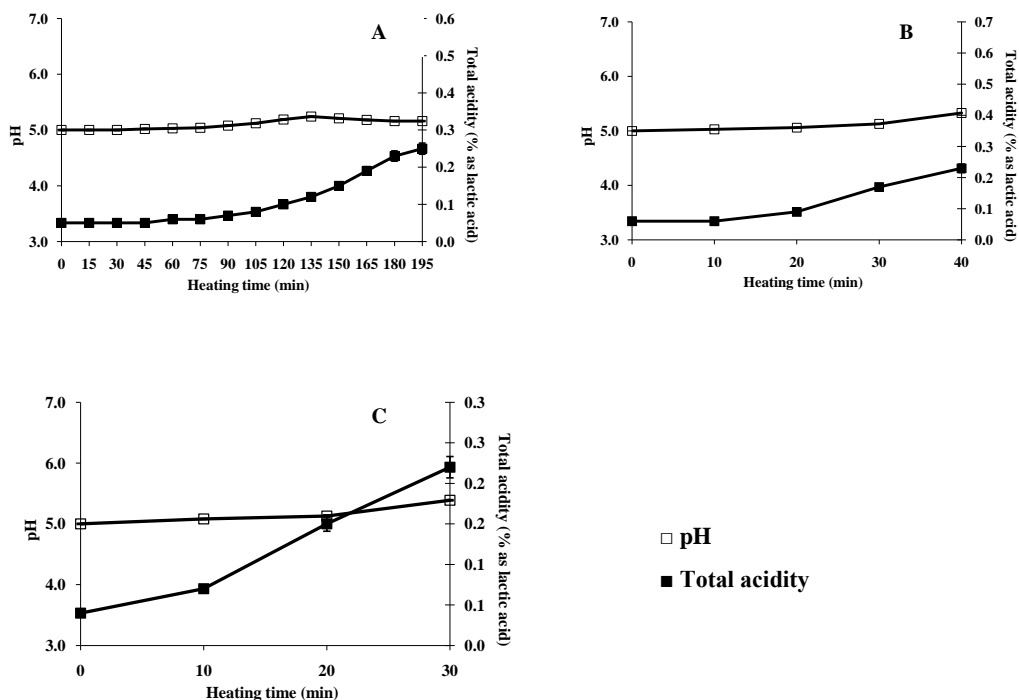 A
7.0
6.0
5.0
4.0
3.0
pH
0 15 30 45 60 75 90 105 120 135 150 165 180 195
Heating time (min)
0.6
0.5
0.4
0.3
0.2
0.1
0.0
Total acidity (% as lactic acid)
B
7.0
6.0
5.0
4.0
3.0
pH
0 10 20 30 40
Heating time (min)
0.7
0.6
0.5
0.4
0.3
0.2
0.1
0.0
Total acidity (% as lactic acid)
C
7.0
6.0
5.0
4.0
3.0
pH
0 10 20 30
Heating time (min)
0.3
0.3
0.2
0.2
0.1
0.1
0.0
Total acidity (% as lactic acid)
pH
Total acidity